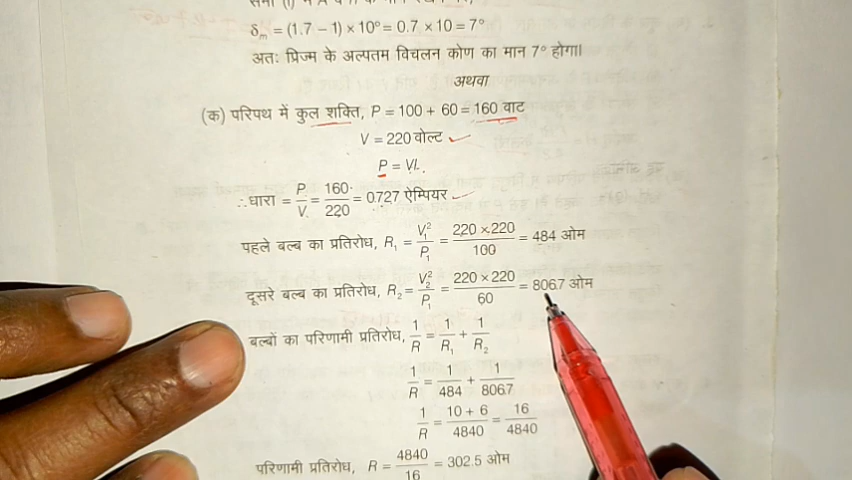 δm = (1.7 – 1) × 10° = 0.7 × 10 = 7°
अतः प्रिज्म के अल्पतम विचलन कोण का मान 7° होगा।
अथवा
(क) परिपथ में कुल शक्ति, P = 100 + 60 = 160 वाट
V = 220 वोल्ट
P = VI
∴ धारा = P/V = 160/220 = 0.727 ऐम्पियर
पहले बल्ब का प्रतिरोध, R₁ = V₁²/P₁ = 220 × 220/100 = 484 ओम
दूसरे बल्ब का प्रतिरोध, R₂ = V₂²/P₁ = 220 × 220/60 = 806.7 ओम
बल्बों का परिणामी प्रतिरोध, 1/R = 1/R₁ + 1/R₂
1/R = 1/484 + 1/806.7
1/R = 10 + 6/4840 = 16/4840
परिणामी प्रतिरोध, R = 4840/16 = 302.5 ओम